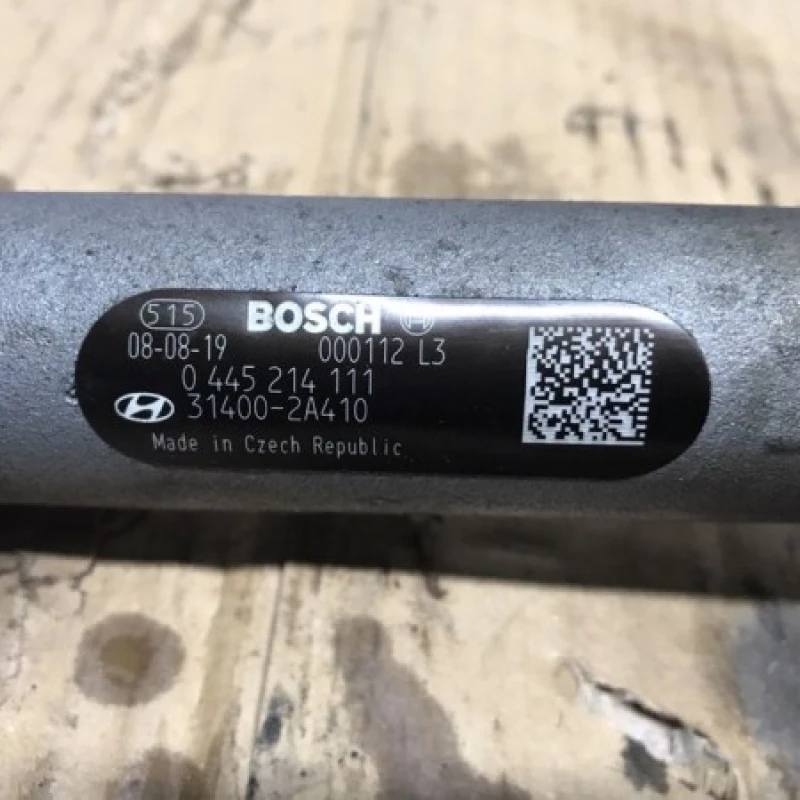 515 BOSCH
08-08-19 000112 L3
0 445 214 111
31400-2A410
Made in Czech Republic